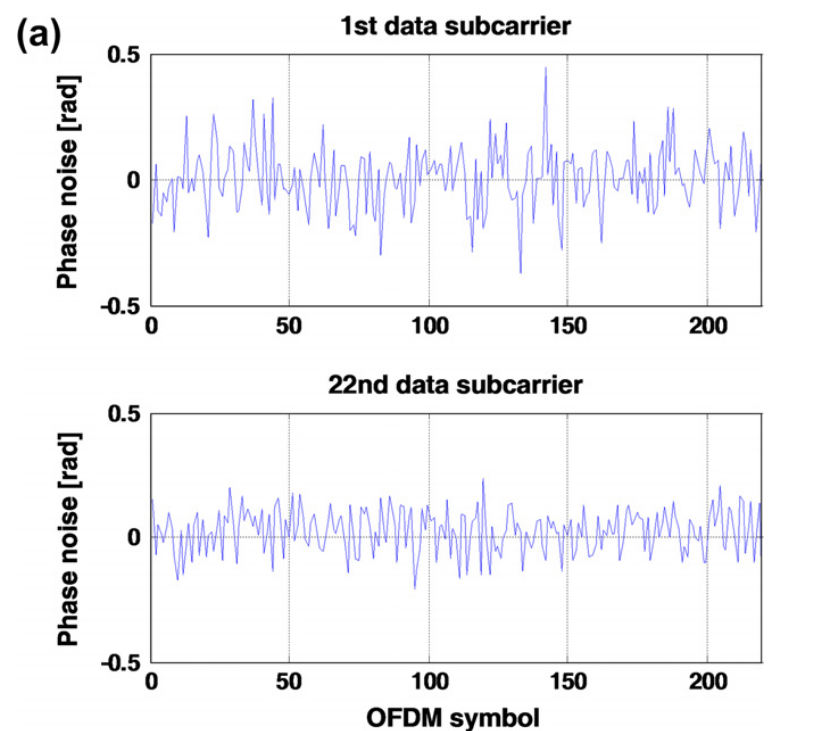 (a)
1st data subcarrier
0.5
Phase noise [rad]
0
-0.5
0 50 100 150 200
22nd data subcarrier
0.5
Phase noise [rad]
0
-0.5
0 50 100 150 200
OFDM symbol